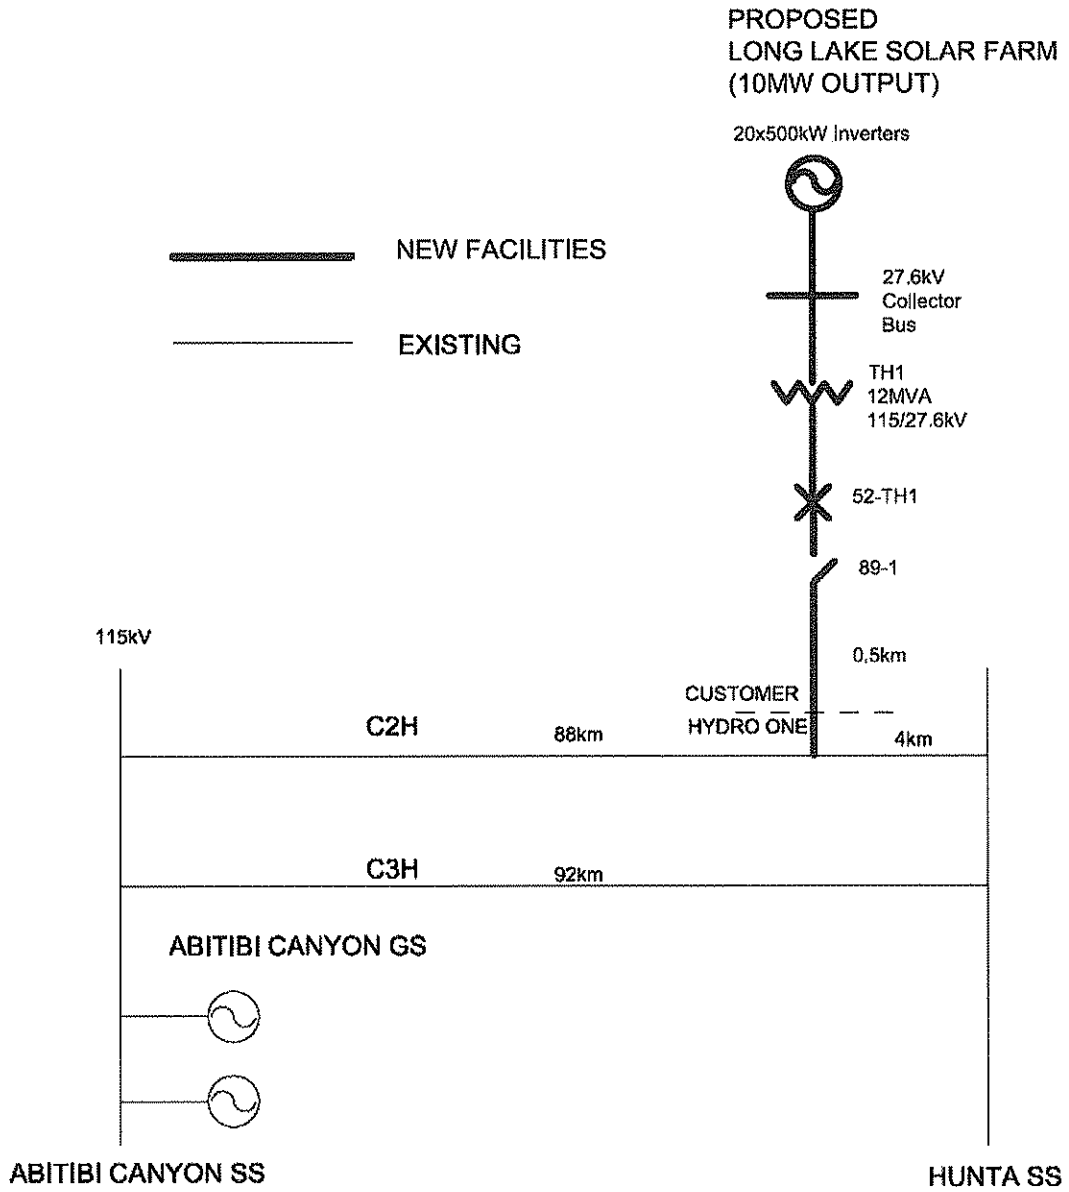 PROPOSED
LONG LAKE SOLAR FARM
(10MW OUTPUT)
20x500kW Inverters
NEW FACILITIES
27.6kV
Collector
Bus
EXISTING
TH1
12MVA
115/27.6kV
52-TH1
89-1
115kV
0.5km
CUSTOMER
C2H
88km
HYDRO ONE
4km
C3H
92km
ABITIBI CANYON GS
ABITIBI CANYON SS
HUNTA SS